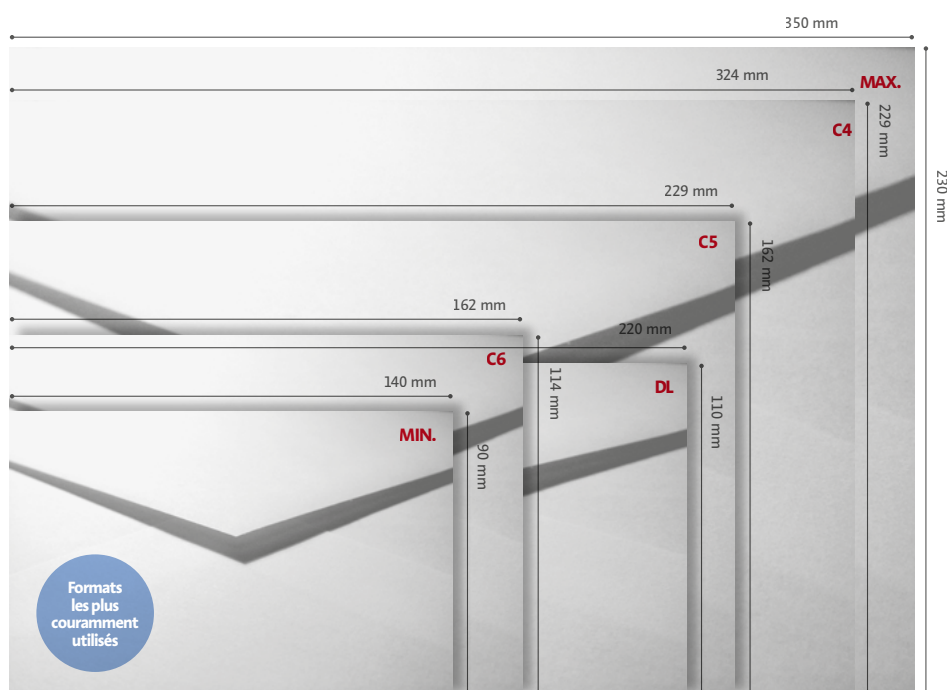 350 mm
324 mm
MAX.
C4
229 mm
230 mm
229 mm
C5
162 mm
162 mm
220 mm
C6
114 mm
DL
110 mm
140 mm
MIN.
90 mm
Formats
les plus
couramment
utilisés